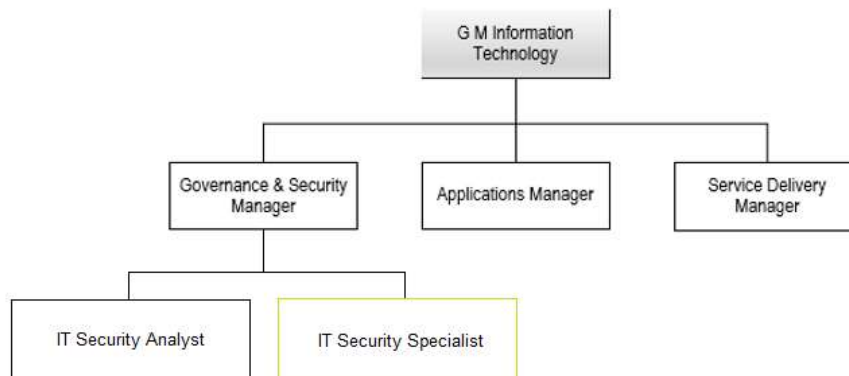 G M Information
Technology
Governance & Security
Manager
Applications Manager
Service Delivery
Manager
IT Security Analyst
IT Security Specialist